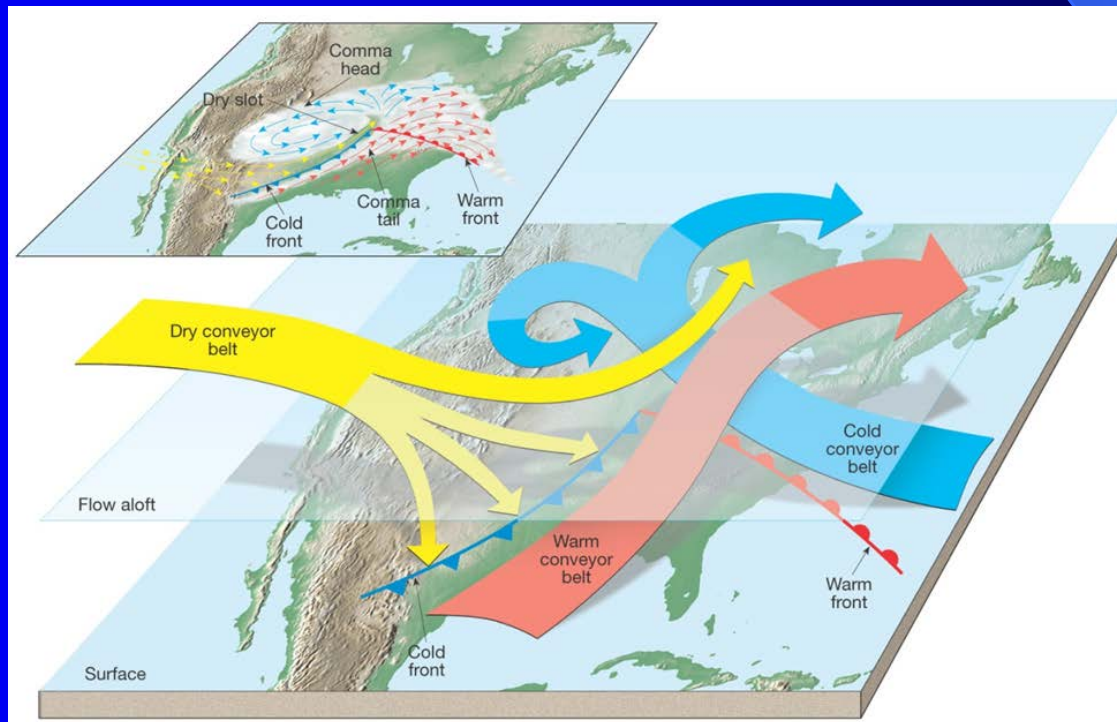 Comma
head
Dry slot
Cold
front
Comma
tail
Warm
front
Dry conveyor
belt
Cold
conveyor
belt
Flow aloft
Warm
conveyor
belt
Warm
front
Cold
front
Surface